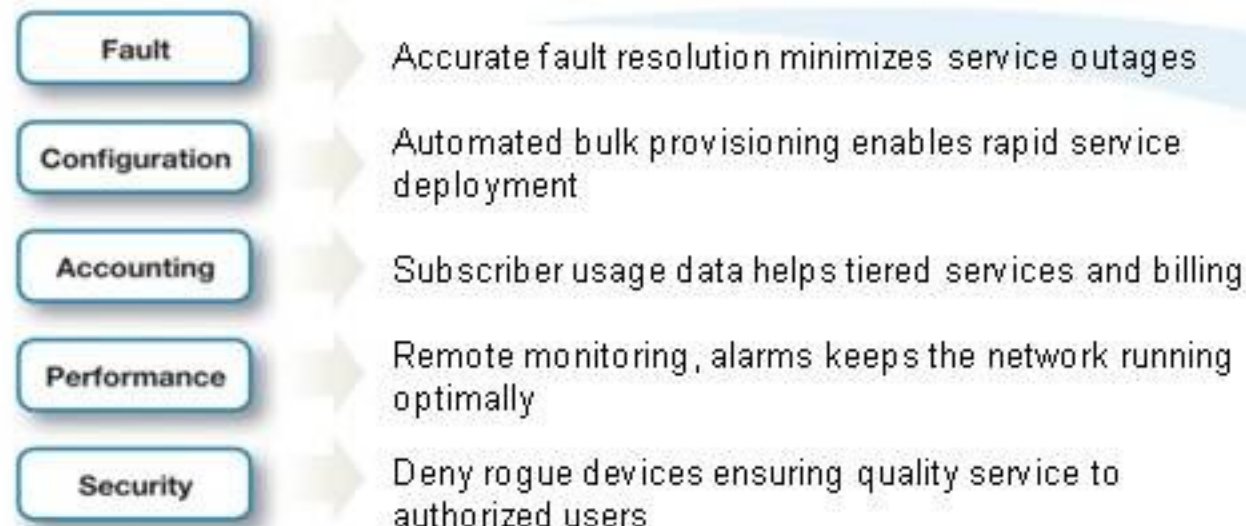 Fault
Accurate fault resolution minimizes service outages
Configuration
Automated bulk provisioning enables rapid service
deployment
Accounting
Subscriber usage data helps tiered services and billing
Performance
Remote monitoring, alarms keeps the network running
optimally
Security
Deny rogue devices ensuring quality service to
authorized users